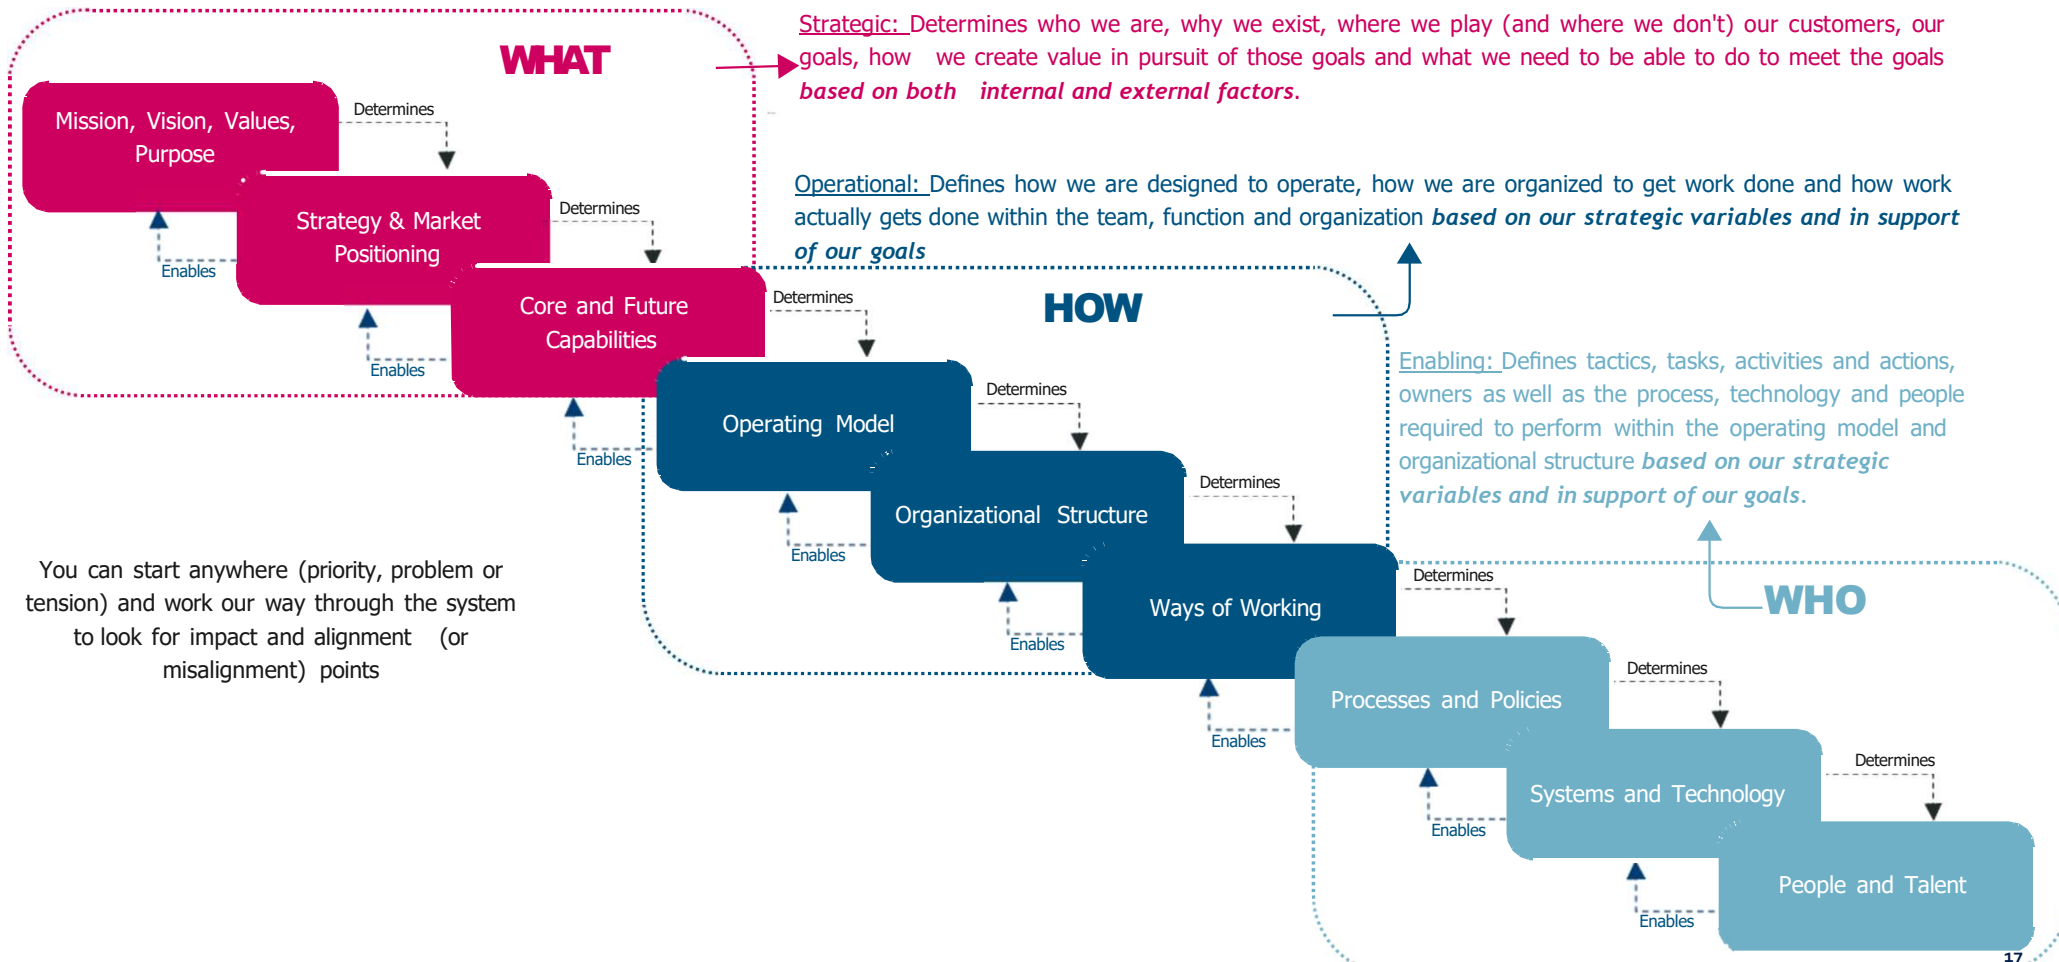 Strategic: Determines who we are, why we exist, where we play (and where we don't) our customers, our
goals, how we create value in pursuit of those goals and what we need to be able to do to meet the goals
based on both internal and external factors.
WHAT
Mission, Vision, Values,
Purpose
Determines
Enables
Strategy & Market
Positioning
Determines
Enables
Core and Future
Capabilities
Determines
Enables
Operational: Defines how we are designed to operate, how we are organized to get work done and how work
actually gets done within the team, function and organization based on our strategic variables and in support
of our goals
HOW
Operating Model
Determines
Enables
Organizational Structure
Determines
Enables
Ways of Working
Determines
Enables
Enabling: Defines tactics, tasks, activities and actions,
owners as well as the process, technology and people
required to perform within the operating model and
organizational structure based on our strategic
variables and in support of our goals.
WHO
Processes and Policies
Determines
Enables
Systems and Technology
Determines
Enables
People and Talent
You can start anywhere (priority, problem or
tension) and work our way through the system
to look for impact and alignment (or
misalignment) points
17